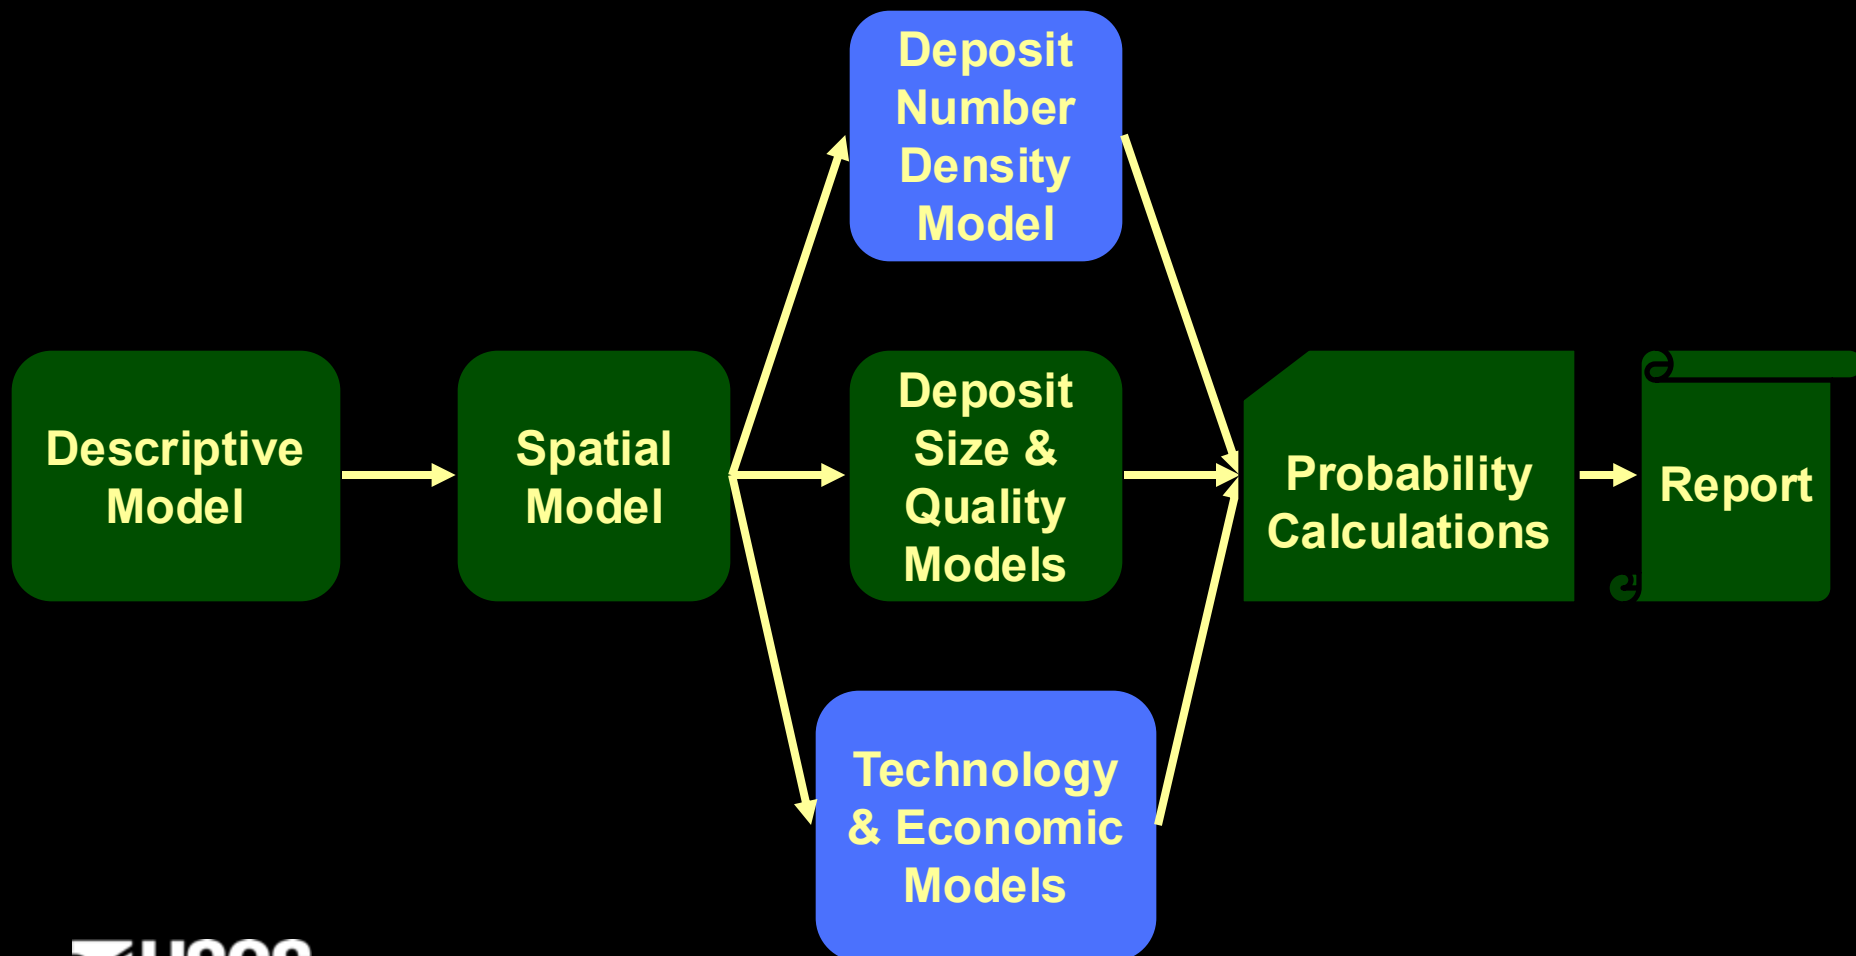 Deposit
Number
Density
Model
Descriptive
Model
Spatial
Model
Deposit
Size &
Quality
Models
Probability
Calculations
Report
Technology
& Economic
Models